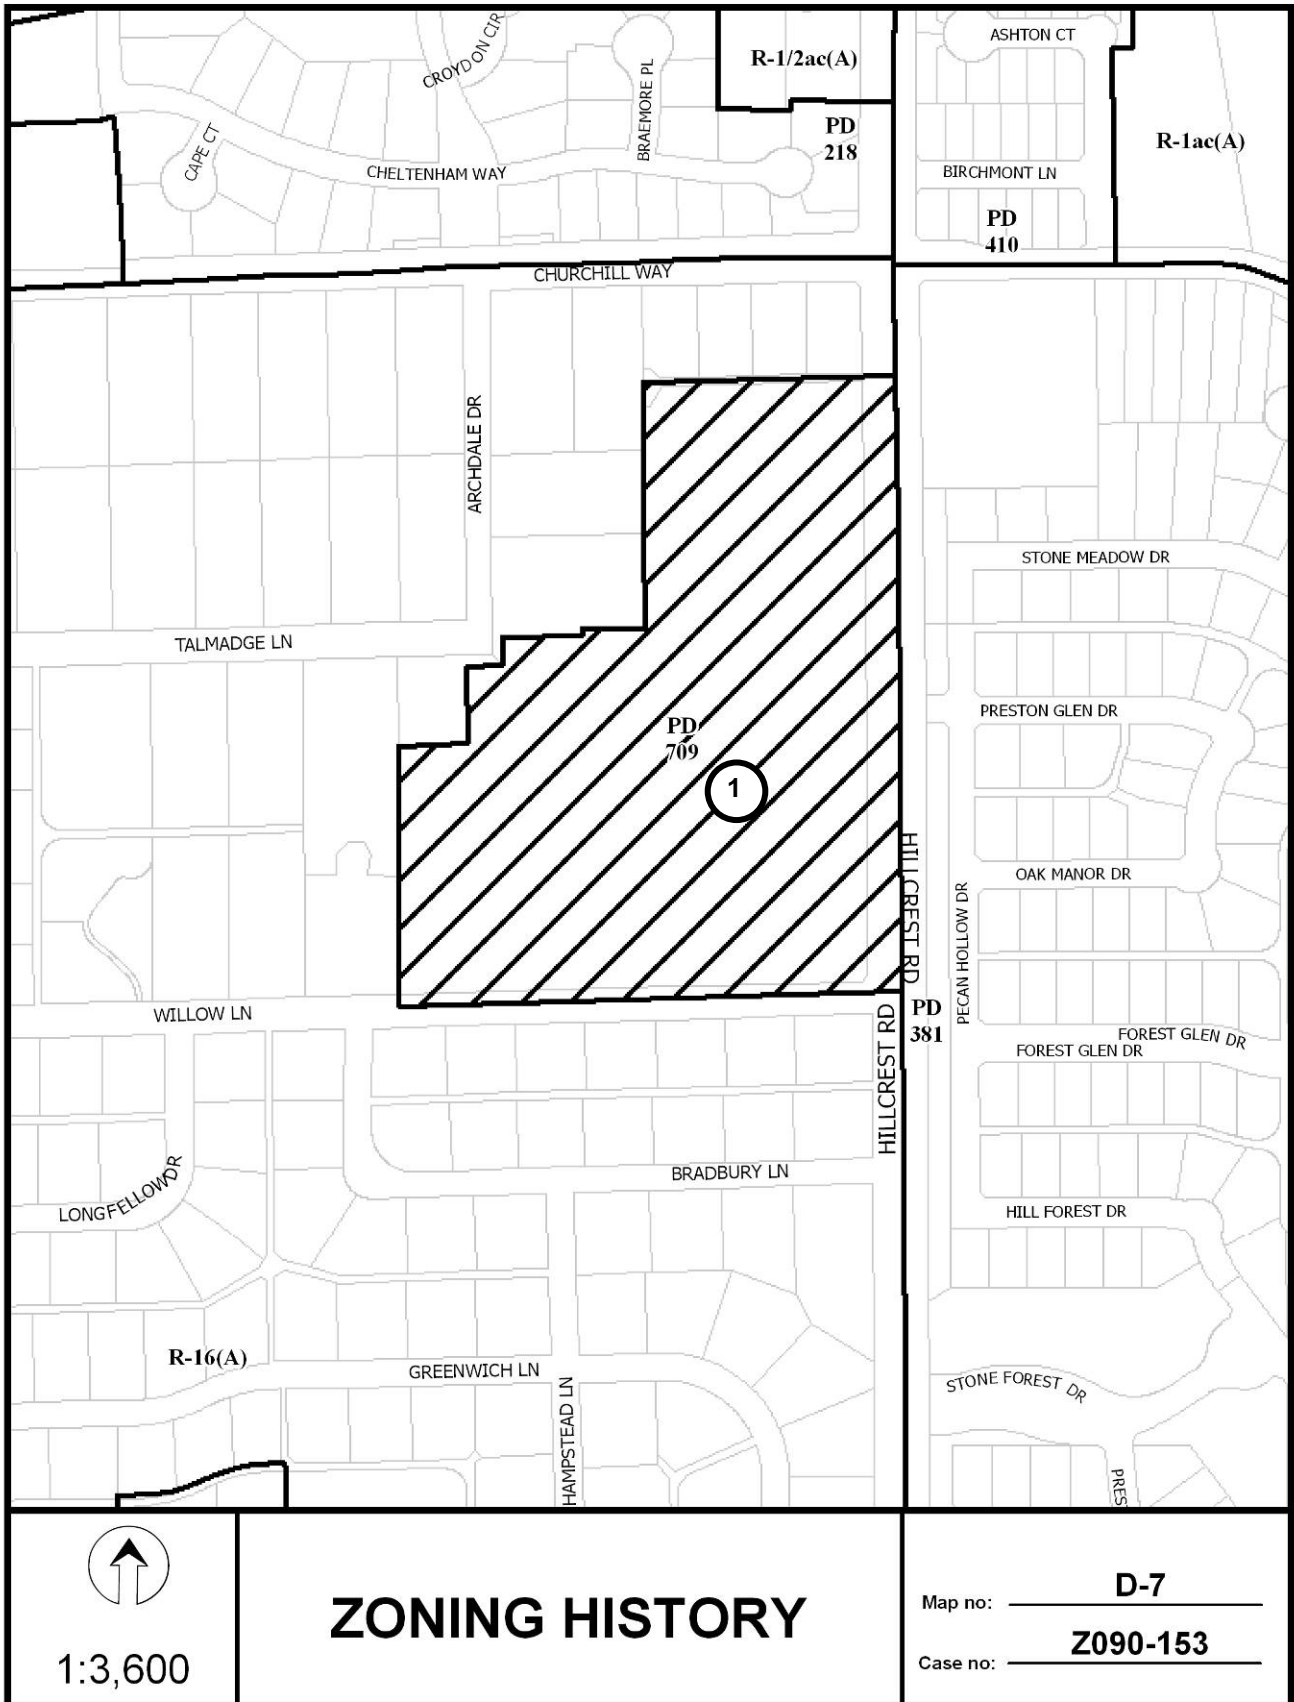 ASHTON CT
CROYDON CIR
R-1/2ac(A)
BRAEMORE PL
PD
218
R-1ac(A)
CAPE CT
CHELTENHAM WAY
BIRCHMONT LN
PD
410
CHURCHILL WAY
ARCHDALE DR
STONE MEADOW DR
TALMADGE LN
PRESTON GLEN DR
PD
709
1
HILLCREST RD
OAK MANOR DR
PECAN HOLLOW DR
WILLOW LN
PD
381
HILLCREST RD
FOREST GLEN DR
FOREST GLEN DR
BRADBURY LN
LONGFELLOW DR
HILL FOREST DR
R-16(A)
GREENWICH LN
HAMPSTEAD LN
STONE FOREST DR
PRES
1:3,600
ZONING HISTORY
Map no: D-7
Case no: Z090-153